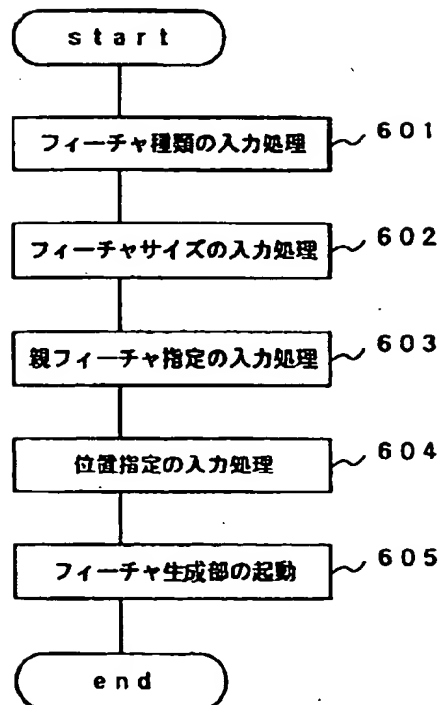 start
フィーチャ種類の入力処理 601
フィーチャサイズの入力処理 602
親フィーチャ指定の入力処理 603
位置指定の入力処理 604
フィーチャ生成部の起動 605
end